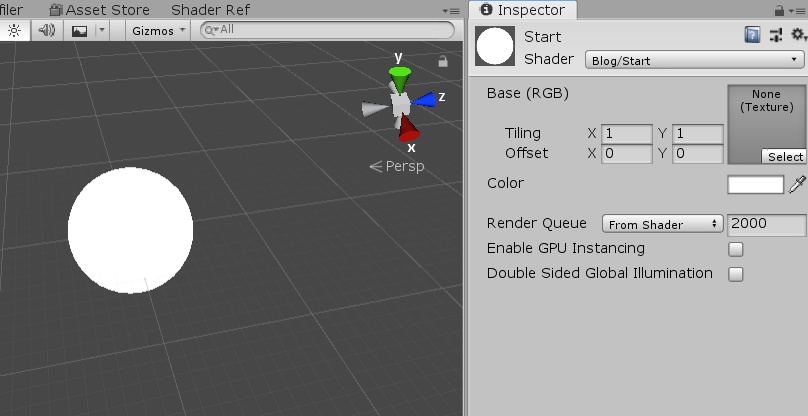 filer Asset Store Shader Ref
Gizmos All
y
z
x
Persp
Inspector
Start
Shader Blog/Start
Base (RGB)
None
(Texture)
Tiling X 1 Y 1
Offset X 0 Y 0
Select
Color
Render Queue From Shader 2000
Enable GPU Instancing
Double Sided Global Illumination